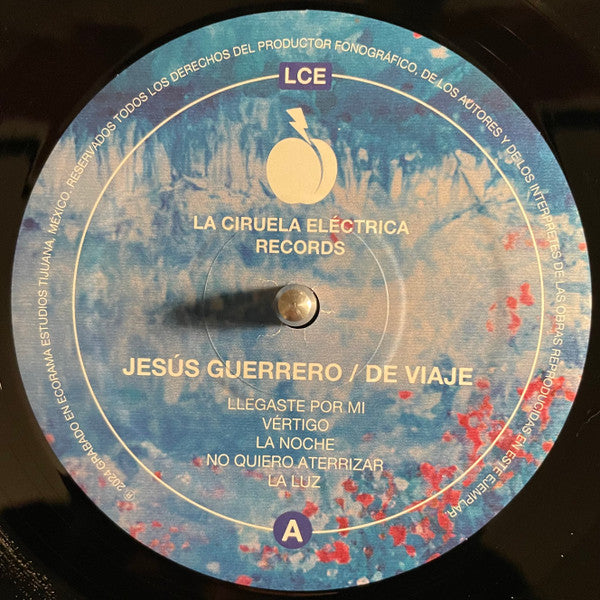 ℗ 2024 GRABADO EN ECORAMA ESTUDIOS TIJUANA, MÉXICO. RESERVADOS TODOS LOS DERECHOS DEL PRODUCTOR FONOGRÁFICO, DE LOS AUTORES Y DE LOS INTERPRETES DE LAS OBRAS REPRODUCIDAS EN ESTE EJEMPLAR
LCE
LA CIRUELA ELÉCTRICA
RECORDS
JESÚS GUERRERO / DE VIAJE
LLEGASTE POR MI
VÉRTIGO
LA NOCHE
NO QUIERO ATERRIZAR
LA LUZ
A